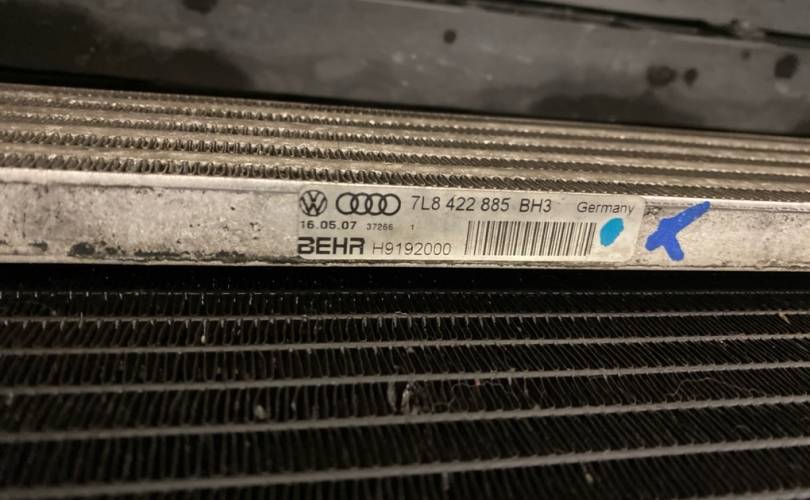 7L8 422 885 BH3 Germany
16.05.07 37266 1
BEHR H9192000